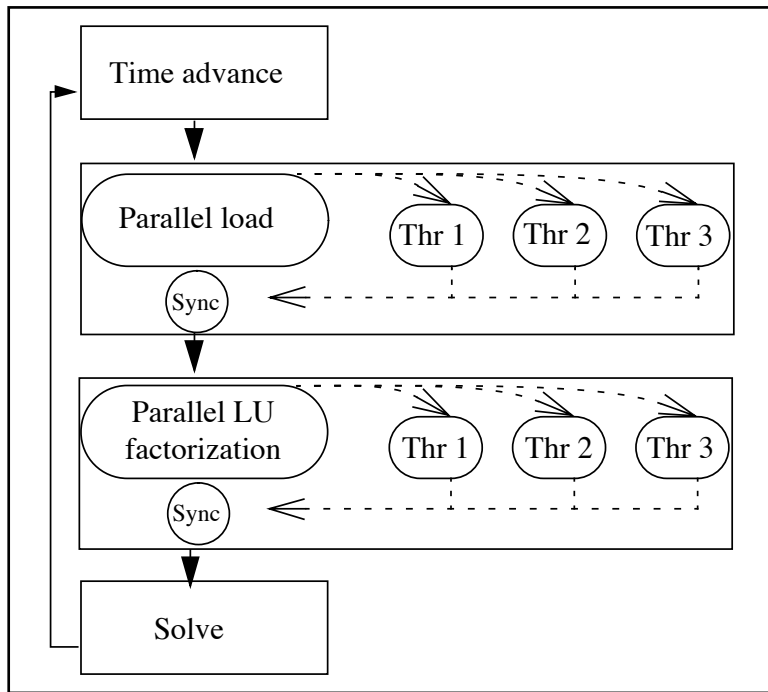 Time advance
Parallel load
Thr 1
Thr 2
Thr 3
Sync
Parallel LU
factorization
Thr 1
Thr 2
Thr 3
Sync
Solve